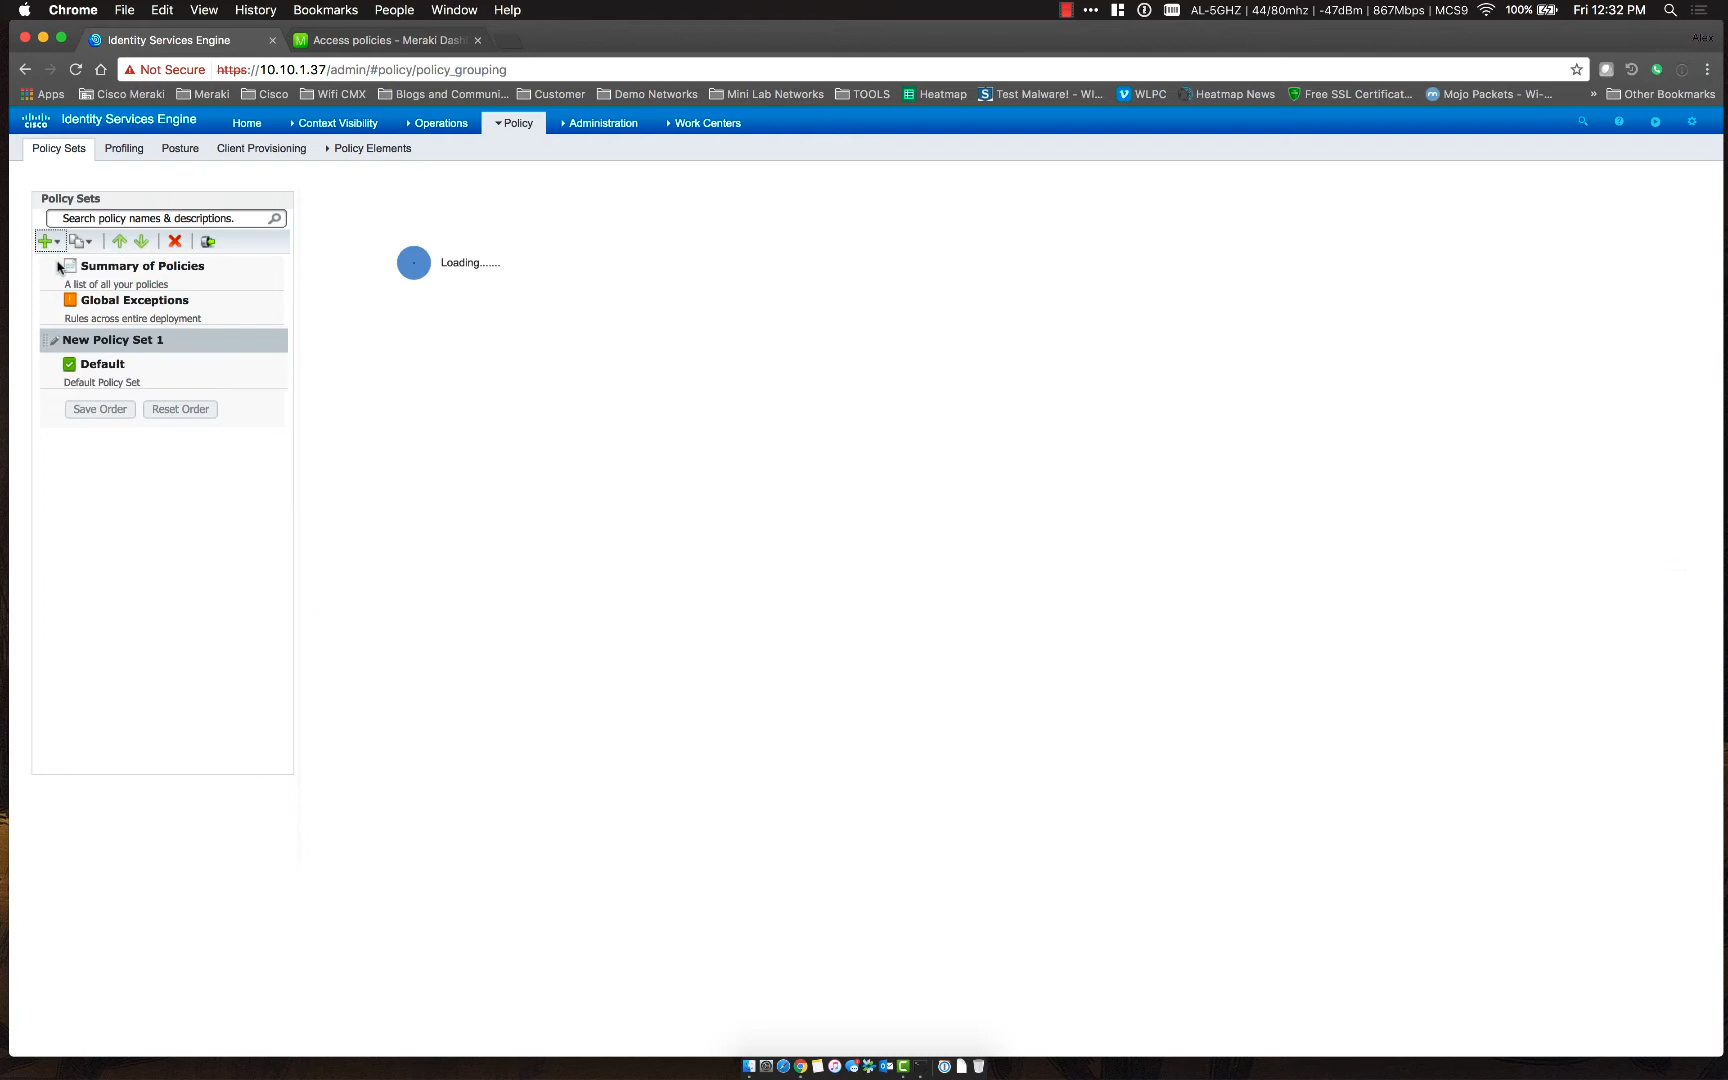 Chrome File Edit View History Bookmarks People Window Help AL-5GHZ | 44/80mhz | -47dBm | 867Mbps | MCS9 100% Fri 12:32 PM
Identity Services Engine × Access policies - Meraki Dash × Alex
Not Secure https://10.10.1.37/admin/#policy/policy_grouping
Apps Cisco Meraki Meraki Cisco Wifi CMX Blogs and Communi... Customer Demo Networks Mini Lab Networks TOOLS Heatmap Test Malware! - WI... WLPC Heatmap News Free SSL Certificat... Mojo Packets - Wi-... » Other Bookmarks
CISCO Identity Services Engine Home Context Visibility Operations Policy Administration Work Centers
Policy Sets Profiling Posture Client Provisioning Policy Elements
Policy Sets
Search policy names & descriptions.
Summary of Policies
A list of all your policies
Loading.......
Global Exceptions
Rules across entire deployment
New Policy Set 1
Default
Default Policy Set
Save Order Reset Order